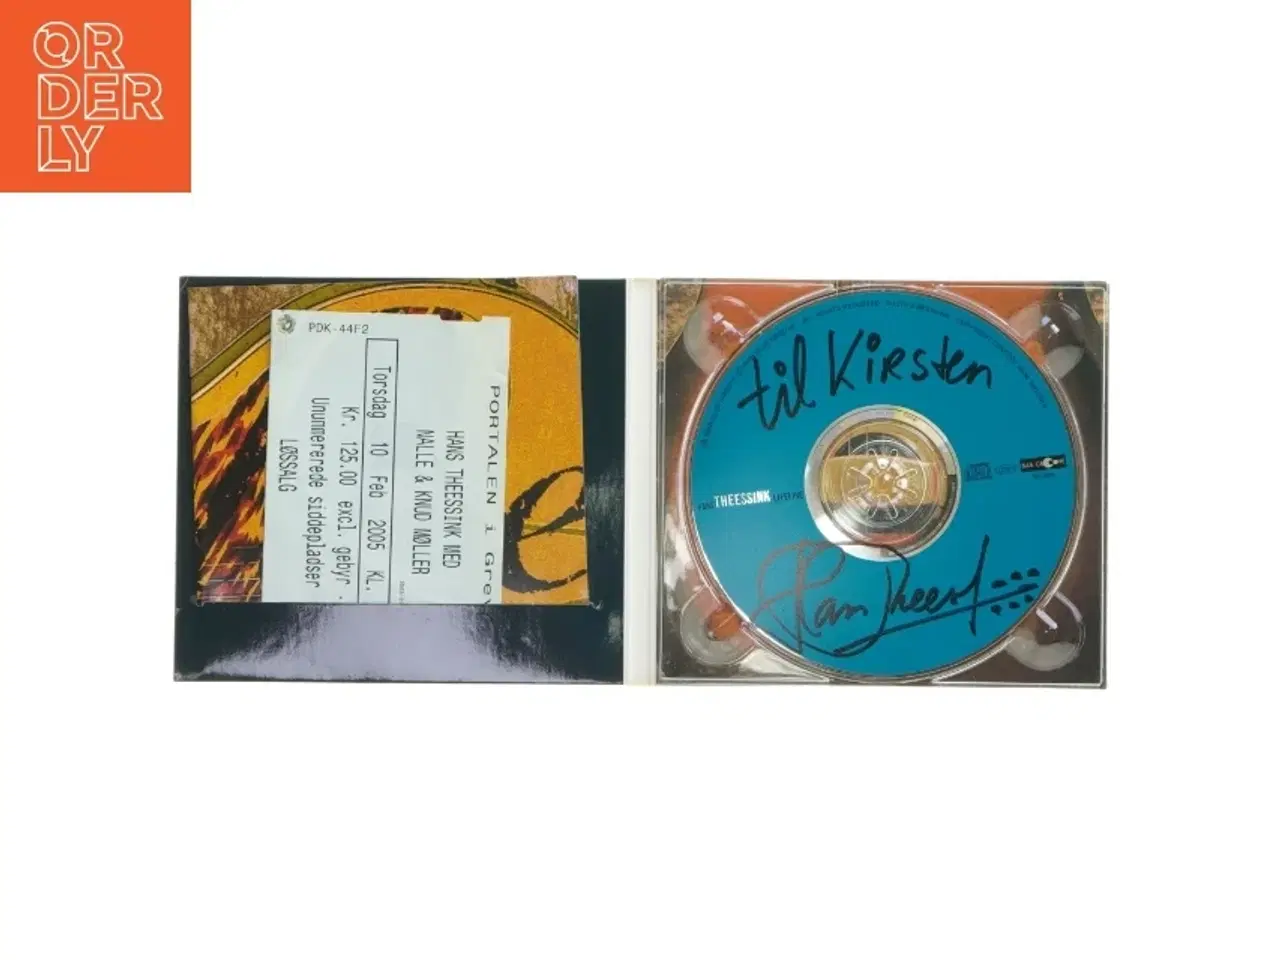 ORDERLY
PDK-44F2
PORTALEN i Gre
HANS THEESSINK MED
NALLE & KNUD MØLLER
Torsdag 10 Feb 2005 KL.
Kr. 125.00 excl. gebyr.
Unummererede siddepladser
LØSSALG
til Kirsten
THEESSINK